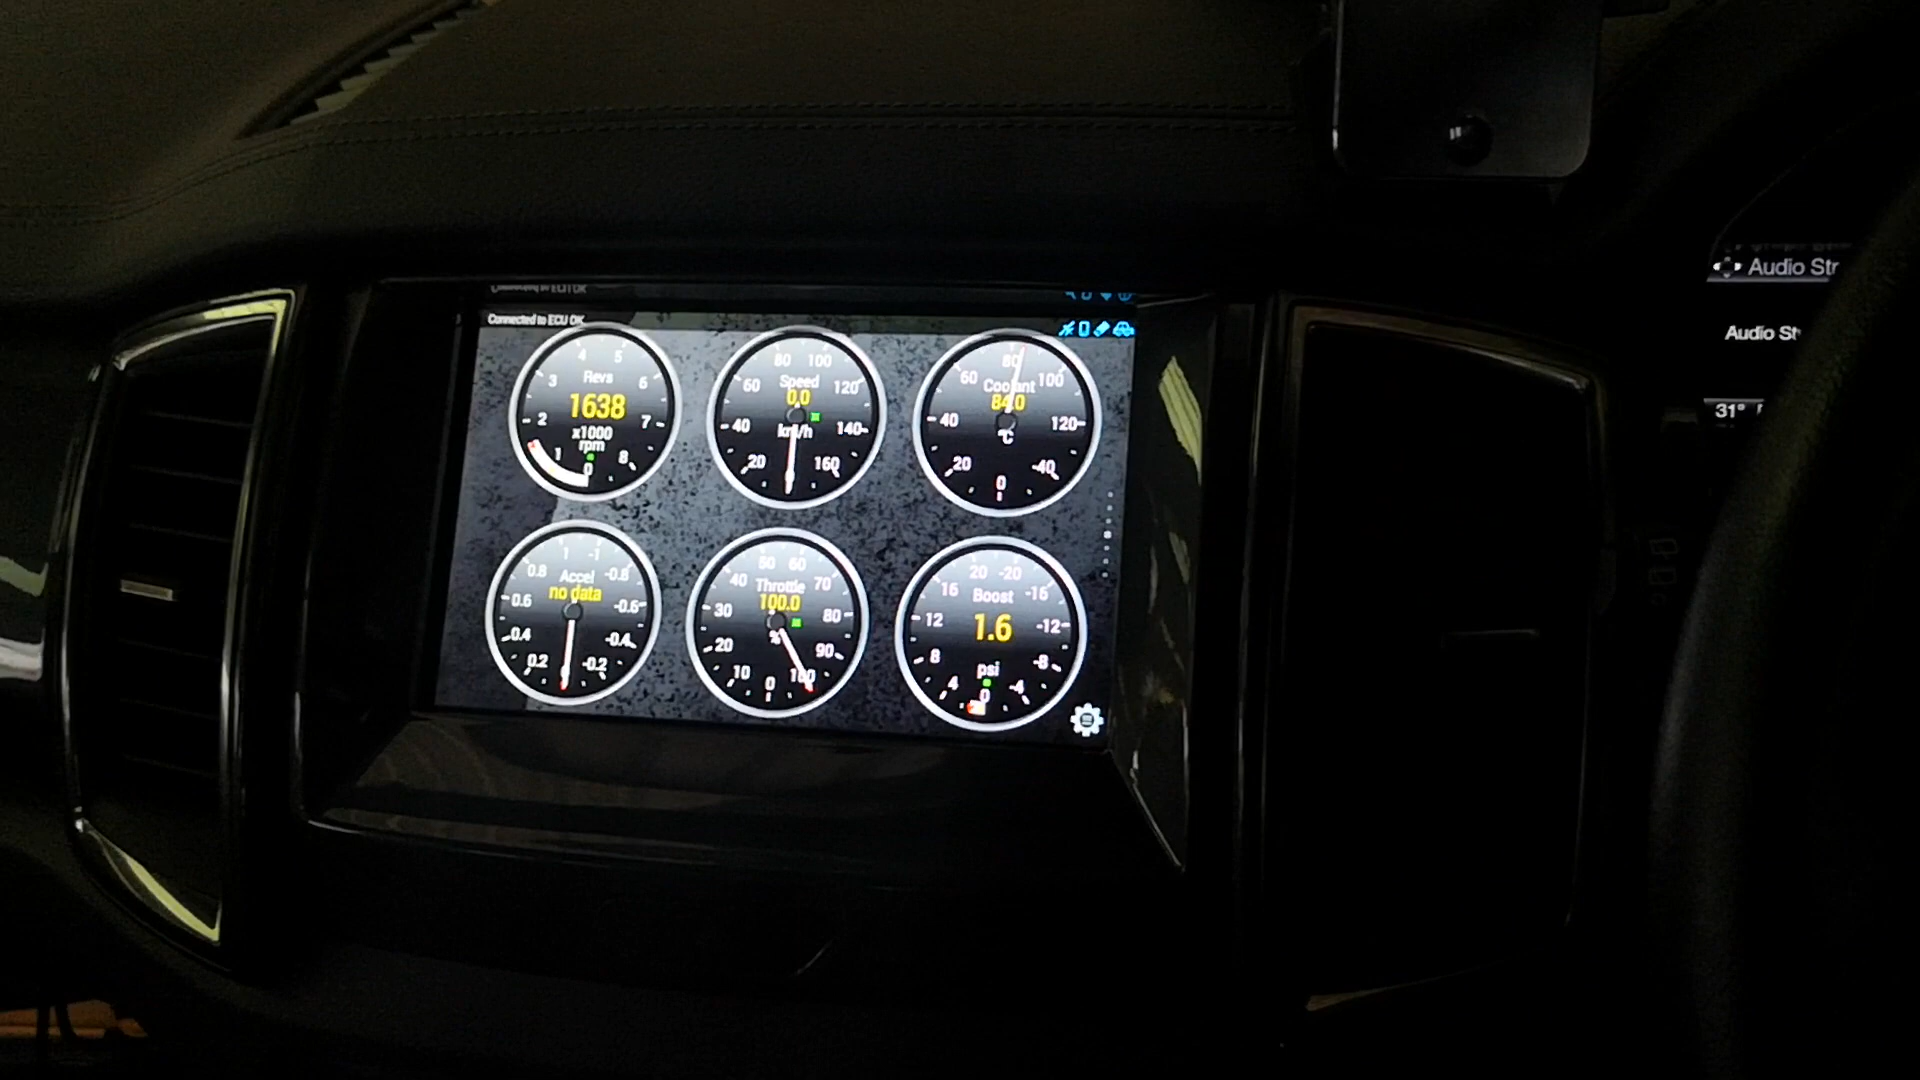 Connected to ECU OK
4 5
3 Revs 6
1638
2 7
x1000
rpm
1 0 8
80 100
60 Speed 120
0.0
40 km/h 140
20 160
80
60 Coolant 100
84.0
40 120
°C
20 -40
0
1 -1
0.8 Accel -0.8
no data
0.6 -0.6
0.4 -0.4
0.2 -0.2
0
50 60
40 Throttle 70
100.0
30 80
%
20 90
10 0 100
20 -20
16 Boost -16
12 1.6 -12
8 psi -8
4 0 -4
Audio Str
Audio St
31°